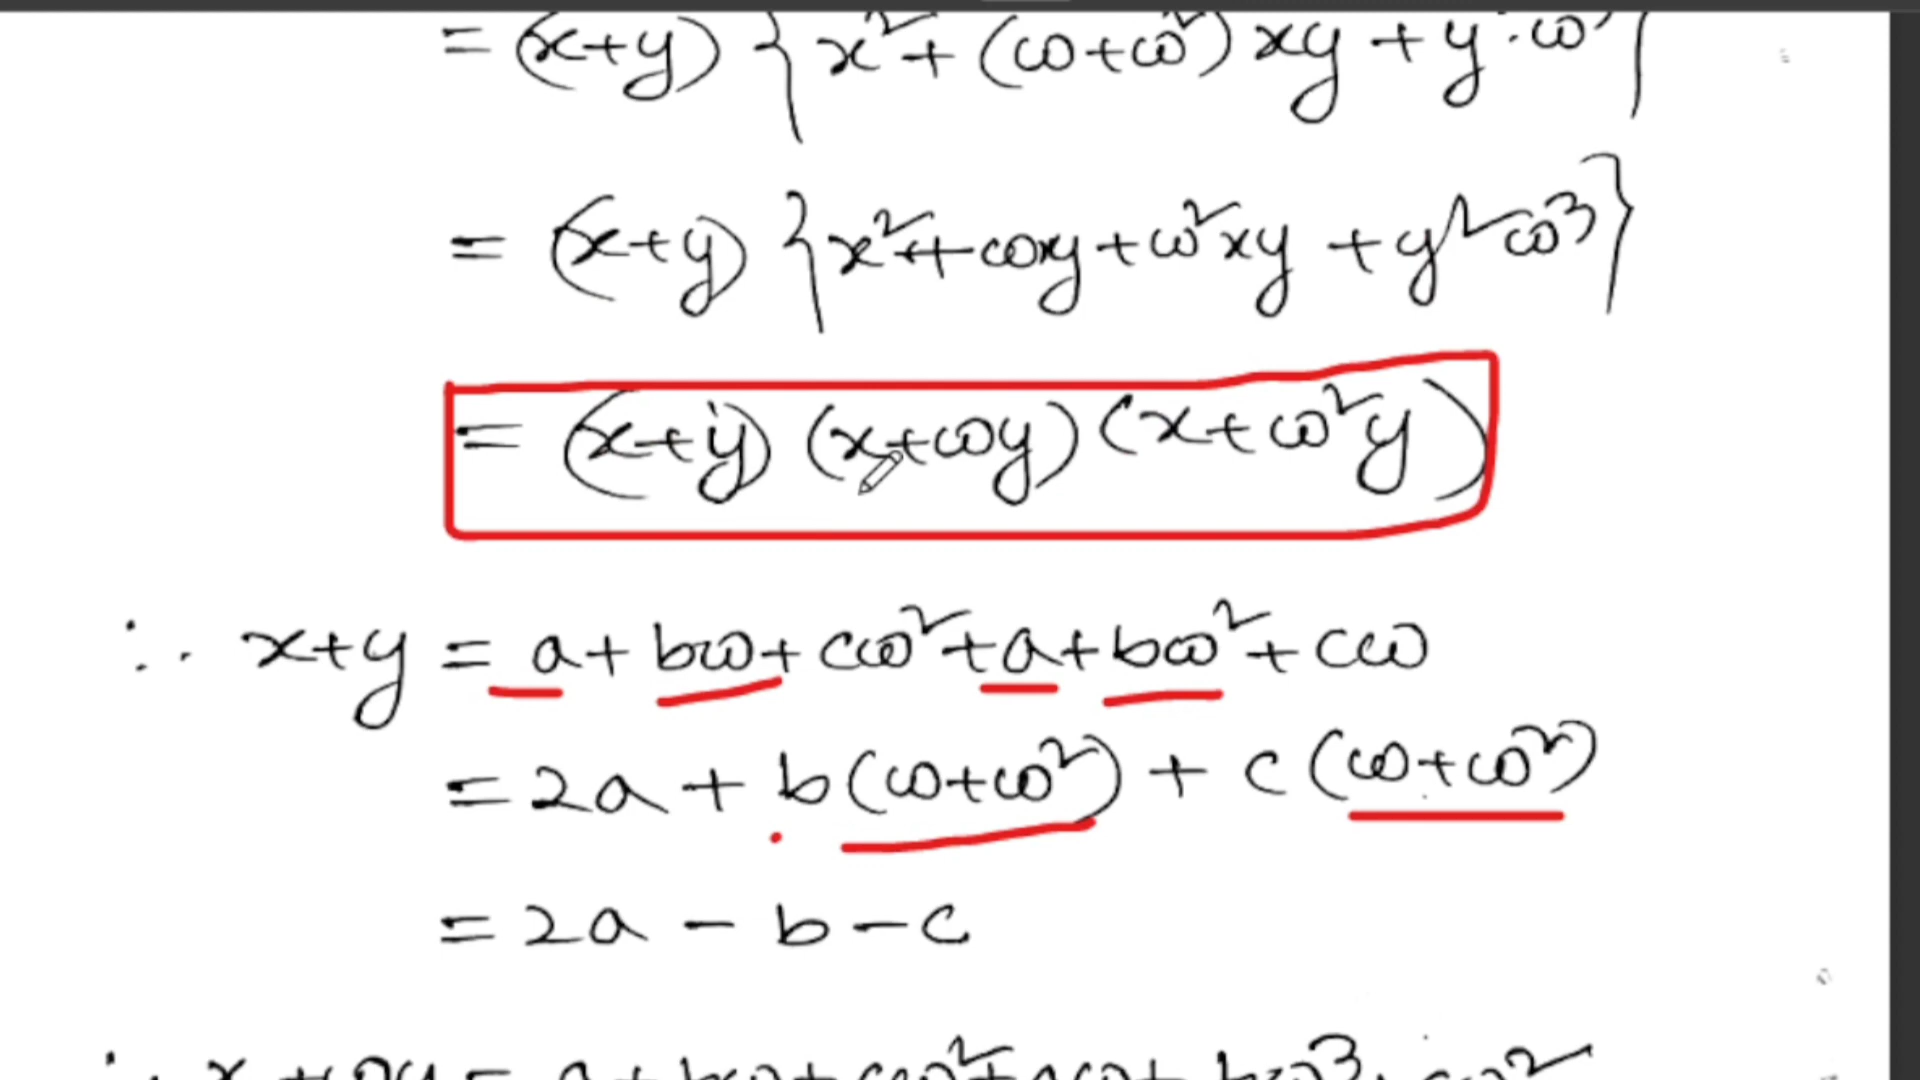 = (x+y) {x²+ (ω+ω²) xy + y².ω³}
= (x+y) {x²+ωxy+ω²xy +y²ω³}
= (x+y) (x+ωy) (x+ω²y)
∴ x+y = a+ bω+ cω²+a+bω²+cω
= 2a + b(ω+ω²) + c (ω+ω²)
= 2a - b - c